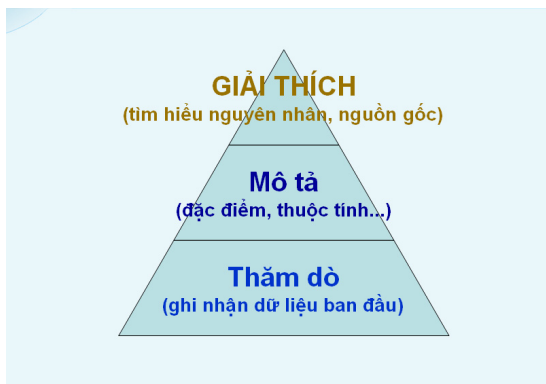 GIẢI THÍCH
(tìm hiểu nguyên nhân, nguồn gốc)
Mô tả
(đặc điểm, thuộc tính...)
Thăm dò
(ghi nhận dữ liệu ban đầu)